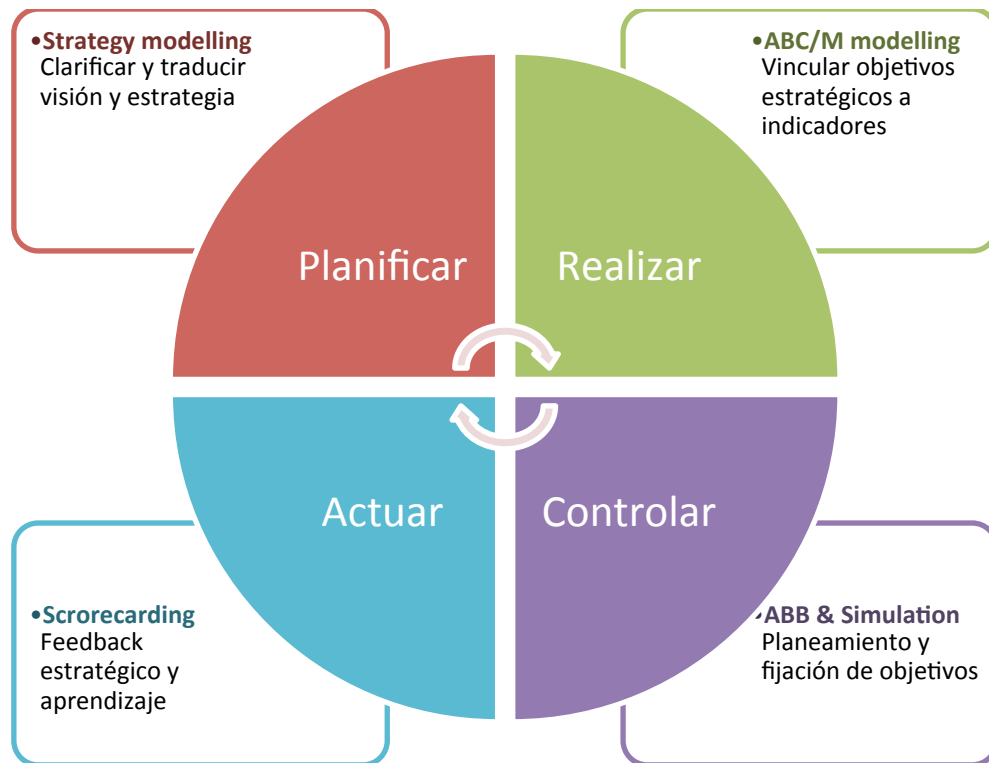 •Strategy modelling
Clarificar y traducir
visión y estrategia
•ABC/M modelling
Vincular objetivos
estratégicos a
indicadores
Planificar
Realizar
Actuar
Controlar
•Scrorecarding
Feedback
estratégico y
aprendizaje
•ABB & Simulation
Planeamiento y
fijación de objetivos